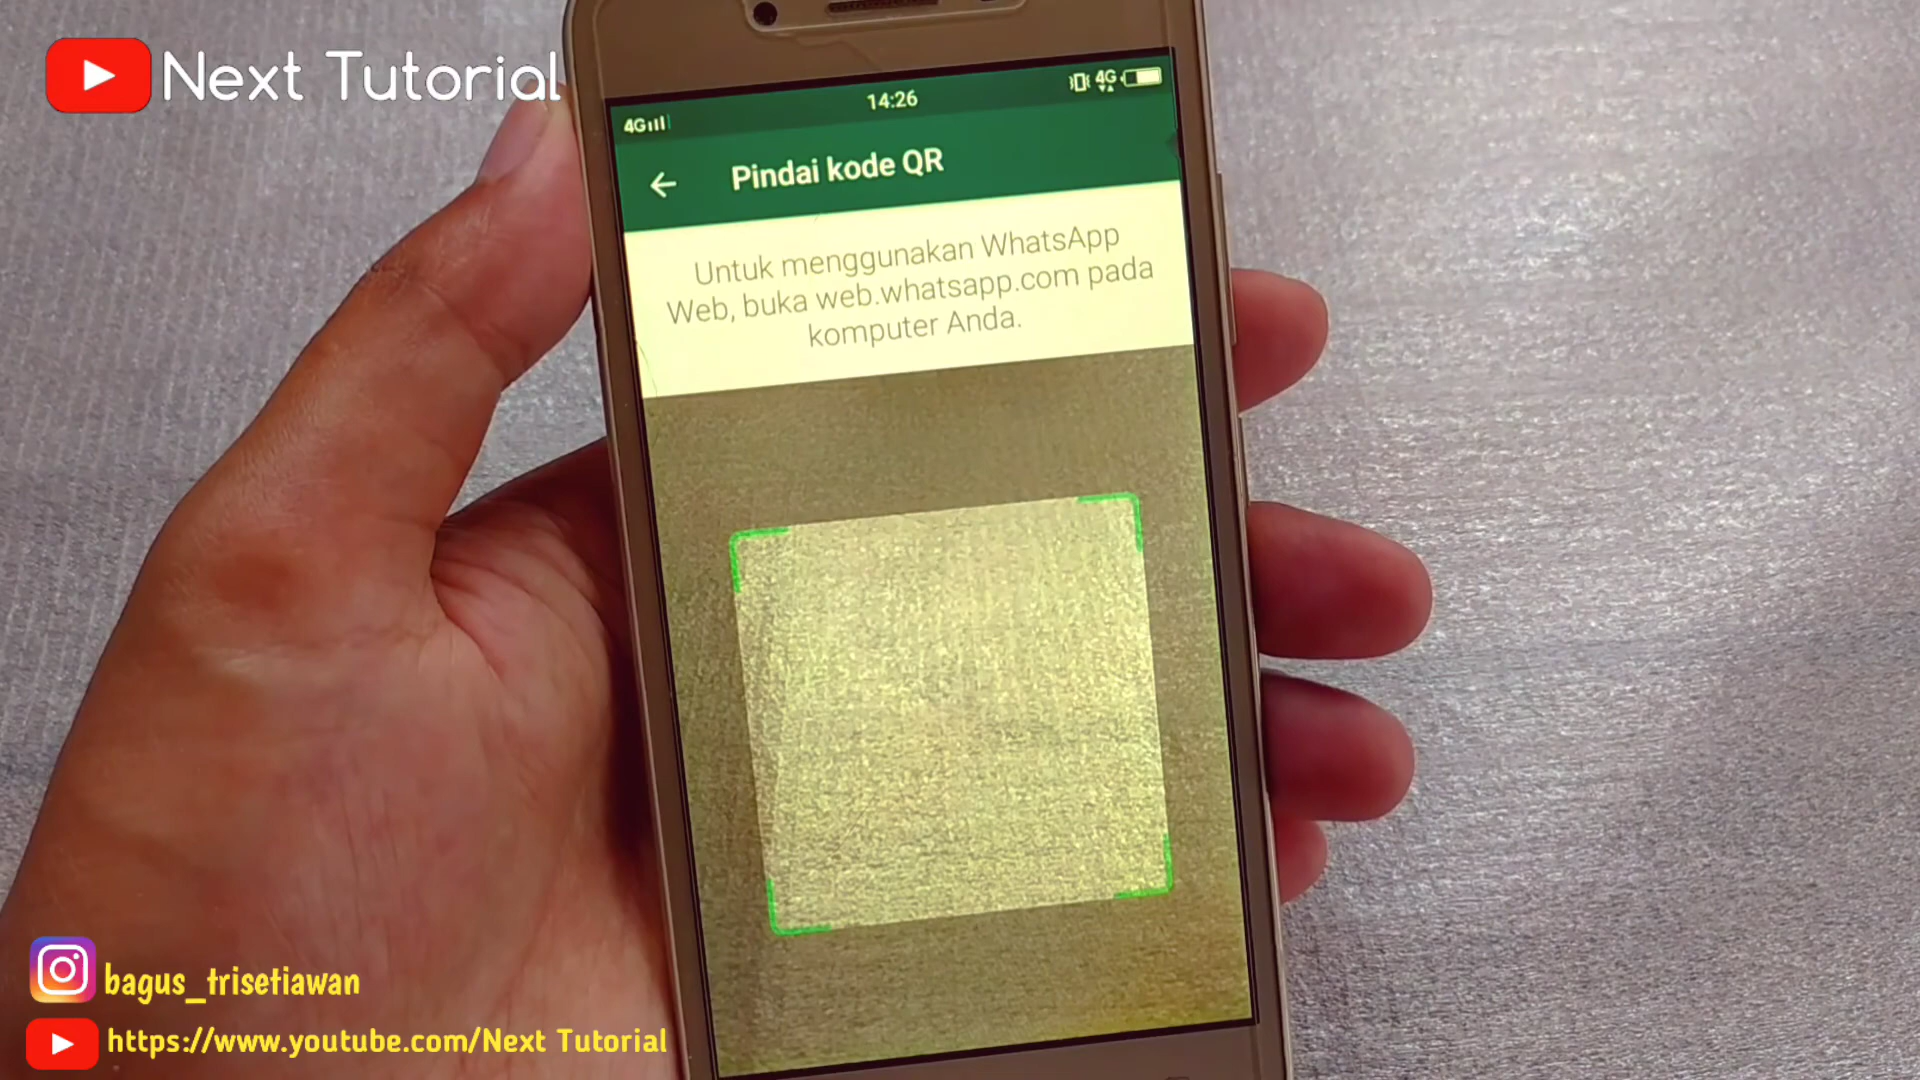 Next Tutorial
4G
14:26
4G
Pindai kode QR
Untuk menggunakan WhatsApp
Web, buka web.whatsapp.com pada
komputer Anda.
bagus_trisetiawan
https://www.youtube.com/Next Tutorial